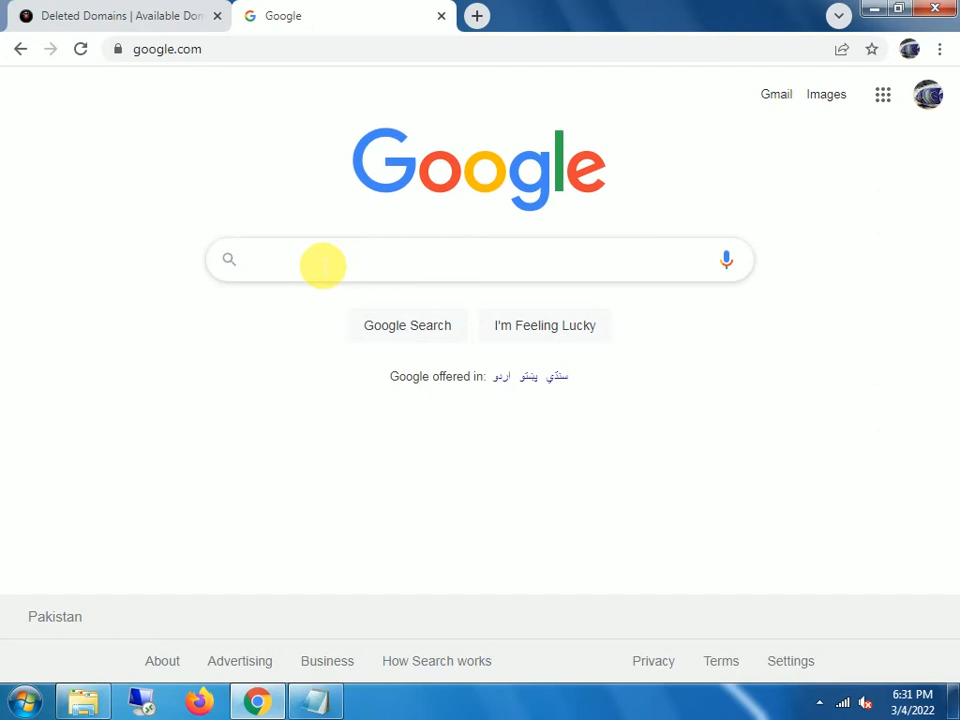 Deleted Domains | Available Don
Google
google.com
Gmail Images
Google
Google Search I'm Feeling Lucky
Google offered in: اردو پښتو سنڌي
Pakistan
About Advertising Business How Search works Privacy Terms Settings
6:31 PM
3/4/2022